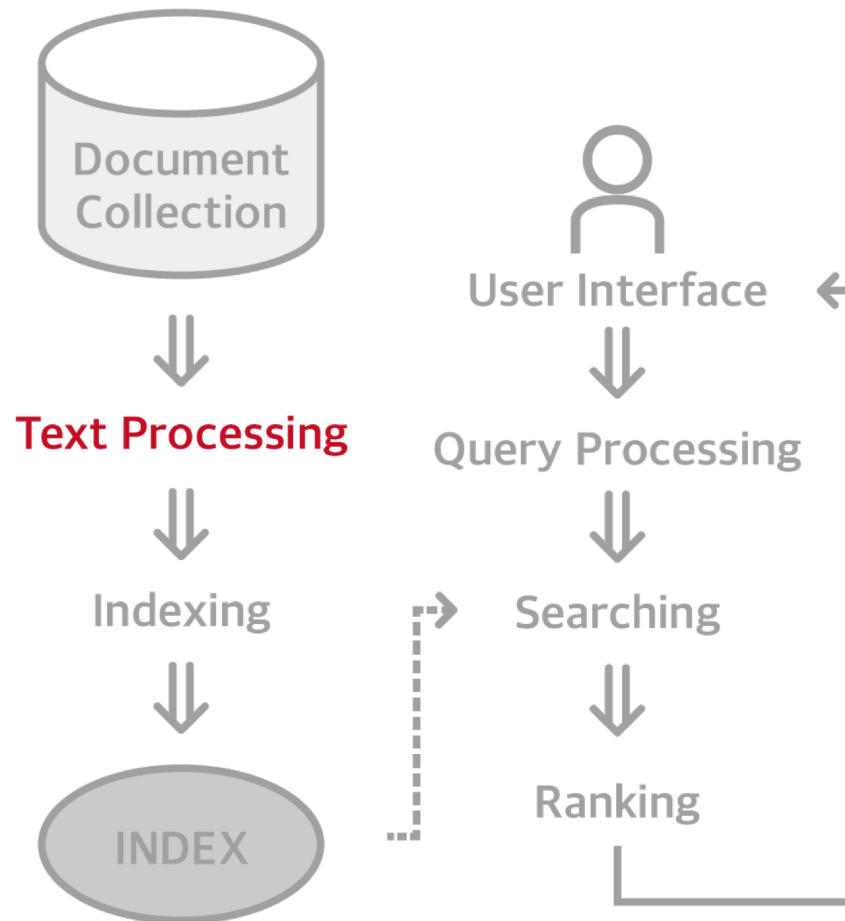 Document
Collection
Text Processing
Indexing
INDEX
User Interface
Query Processing
Searching
Ranking